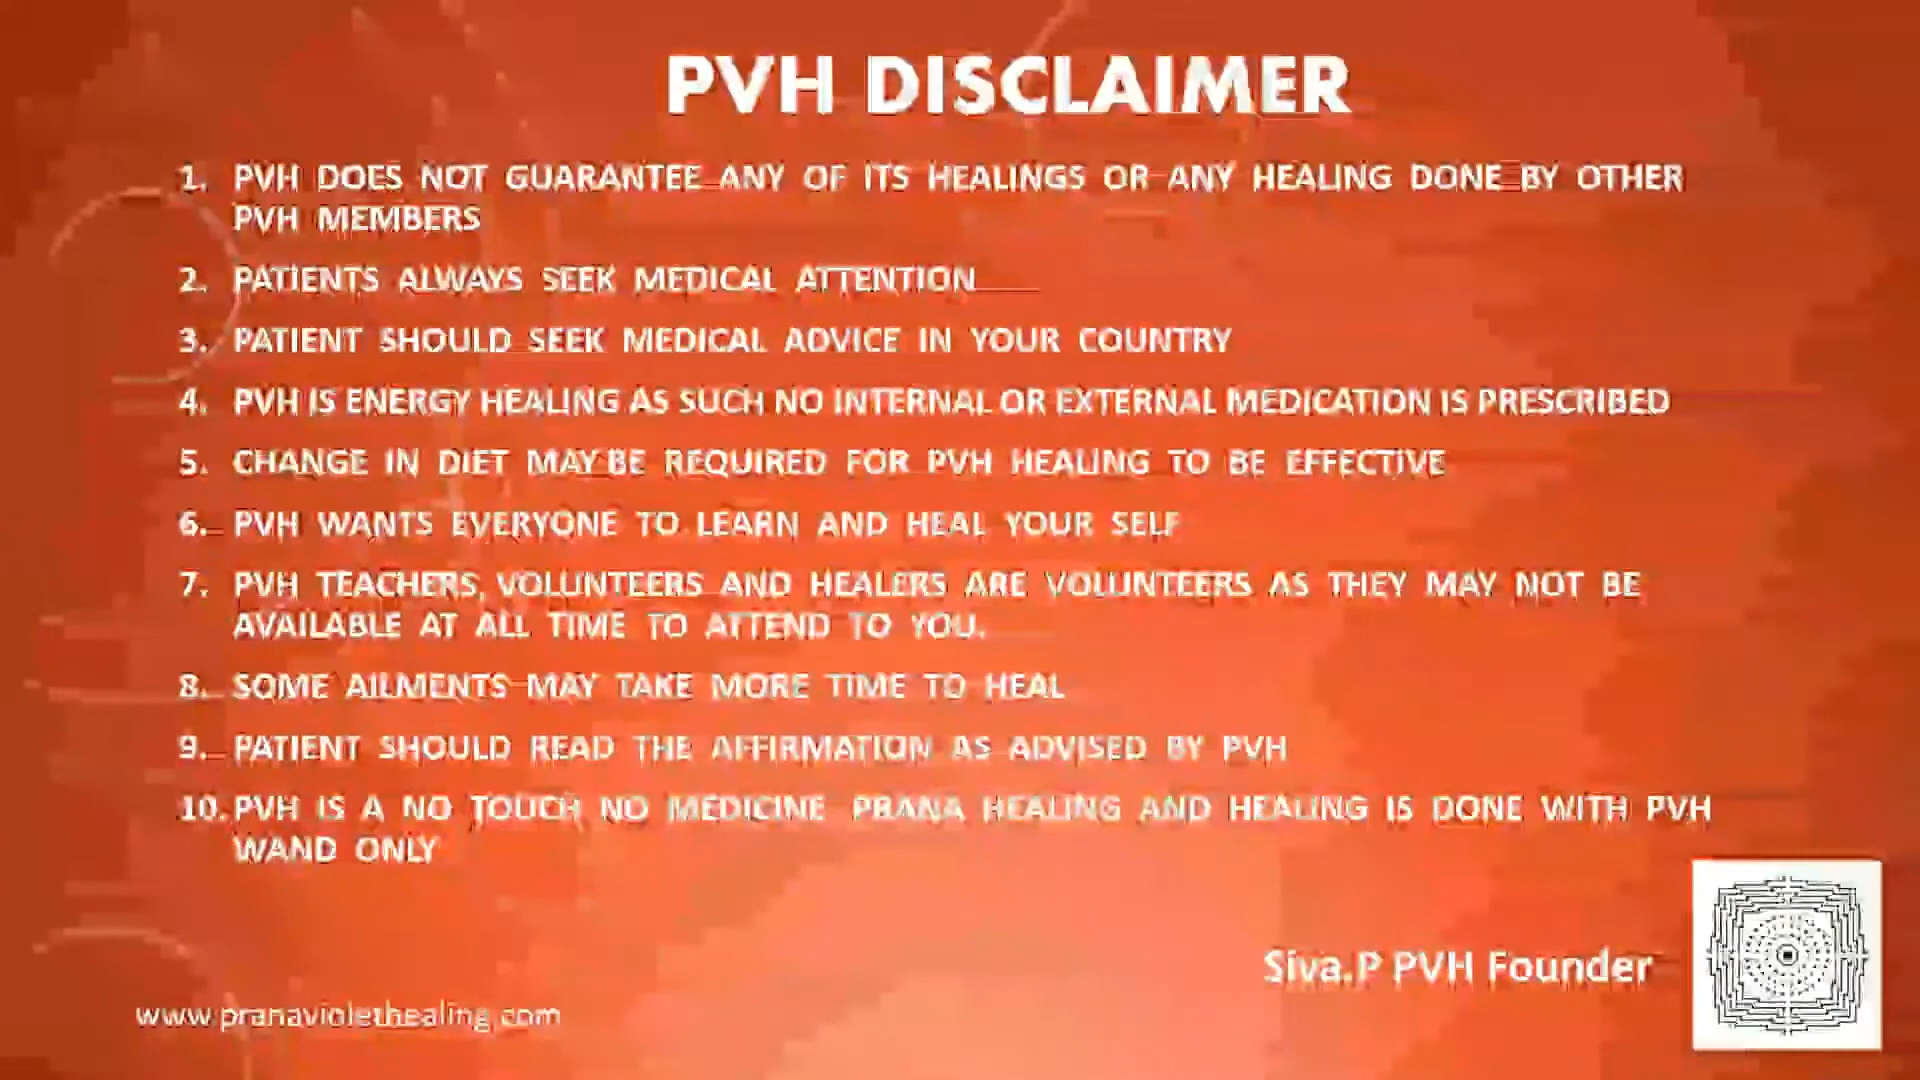 PVH DISCLAIMER
1. PVH DOES NOT GUARANTEE ANY OF ITS HEALINGS OR ANY HEALING DONE BY OTHER
PVH MEMBERS
2. PATIENTS ALWAYS SEEK MEDICAL ATTENTION
3. PATIENT SHOULD SEEK MEDICAL ADVICE IN YOUR COUNTRY
4. PVH IS ENERGY HEALING AS SUCH NO INTERNAL OR EXTERNAL MEDICATION IS PRESCRIBED
5. CHANGE IN DIET MAY BE REQUIRED FOR PVH HEALING TO BE EFFECTIVE
6. PVH WANTS EVERYONE TO LEARN AND HEAL YOUR SELF
7. PVH TEACHERS, VOLUNTEERS AND HEALERS ARE VOLUNTEERS AS THEY MAY NOT BE
AVAILABLE AT ALL TIME TO ATTEND TO YOU.
8. SOME AILMENTS MAY TAKE MORE TIME TO HEAL
9. PATIENT SHOULD READ THE AFFIRMATION AS ADVISED BY PVH
10. PVH IS A NO TOUCH NO MEDICINE PRANA HEALING AND HEALING IS DONE WITH PVH
WAND ONLY
Siva.P PVH Founder
www.pranaviolethealing.com